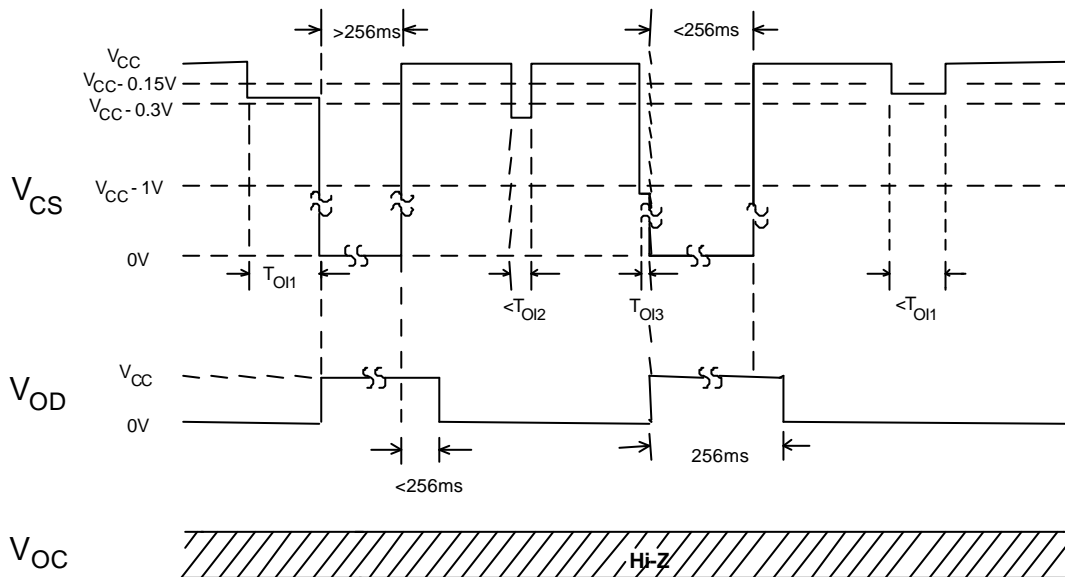 >256ms
<256ms
VCC
VCC - 0.15V
VCC - 0.3V
VCS
VCC - 1V
0V
TOI1
<TOI2
TOI3
<TOI1
VOD
VCC
0V
<256ms
256ms
VOC
Hi-Z